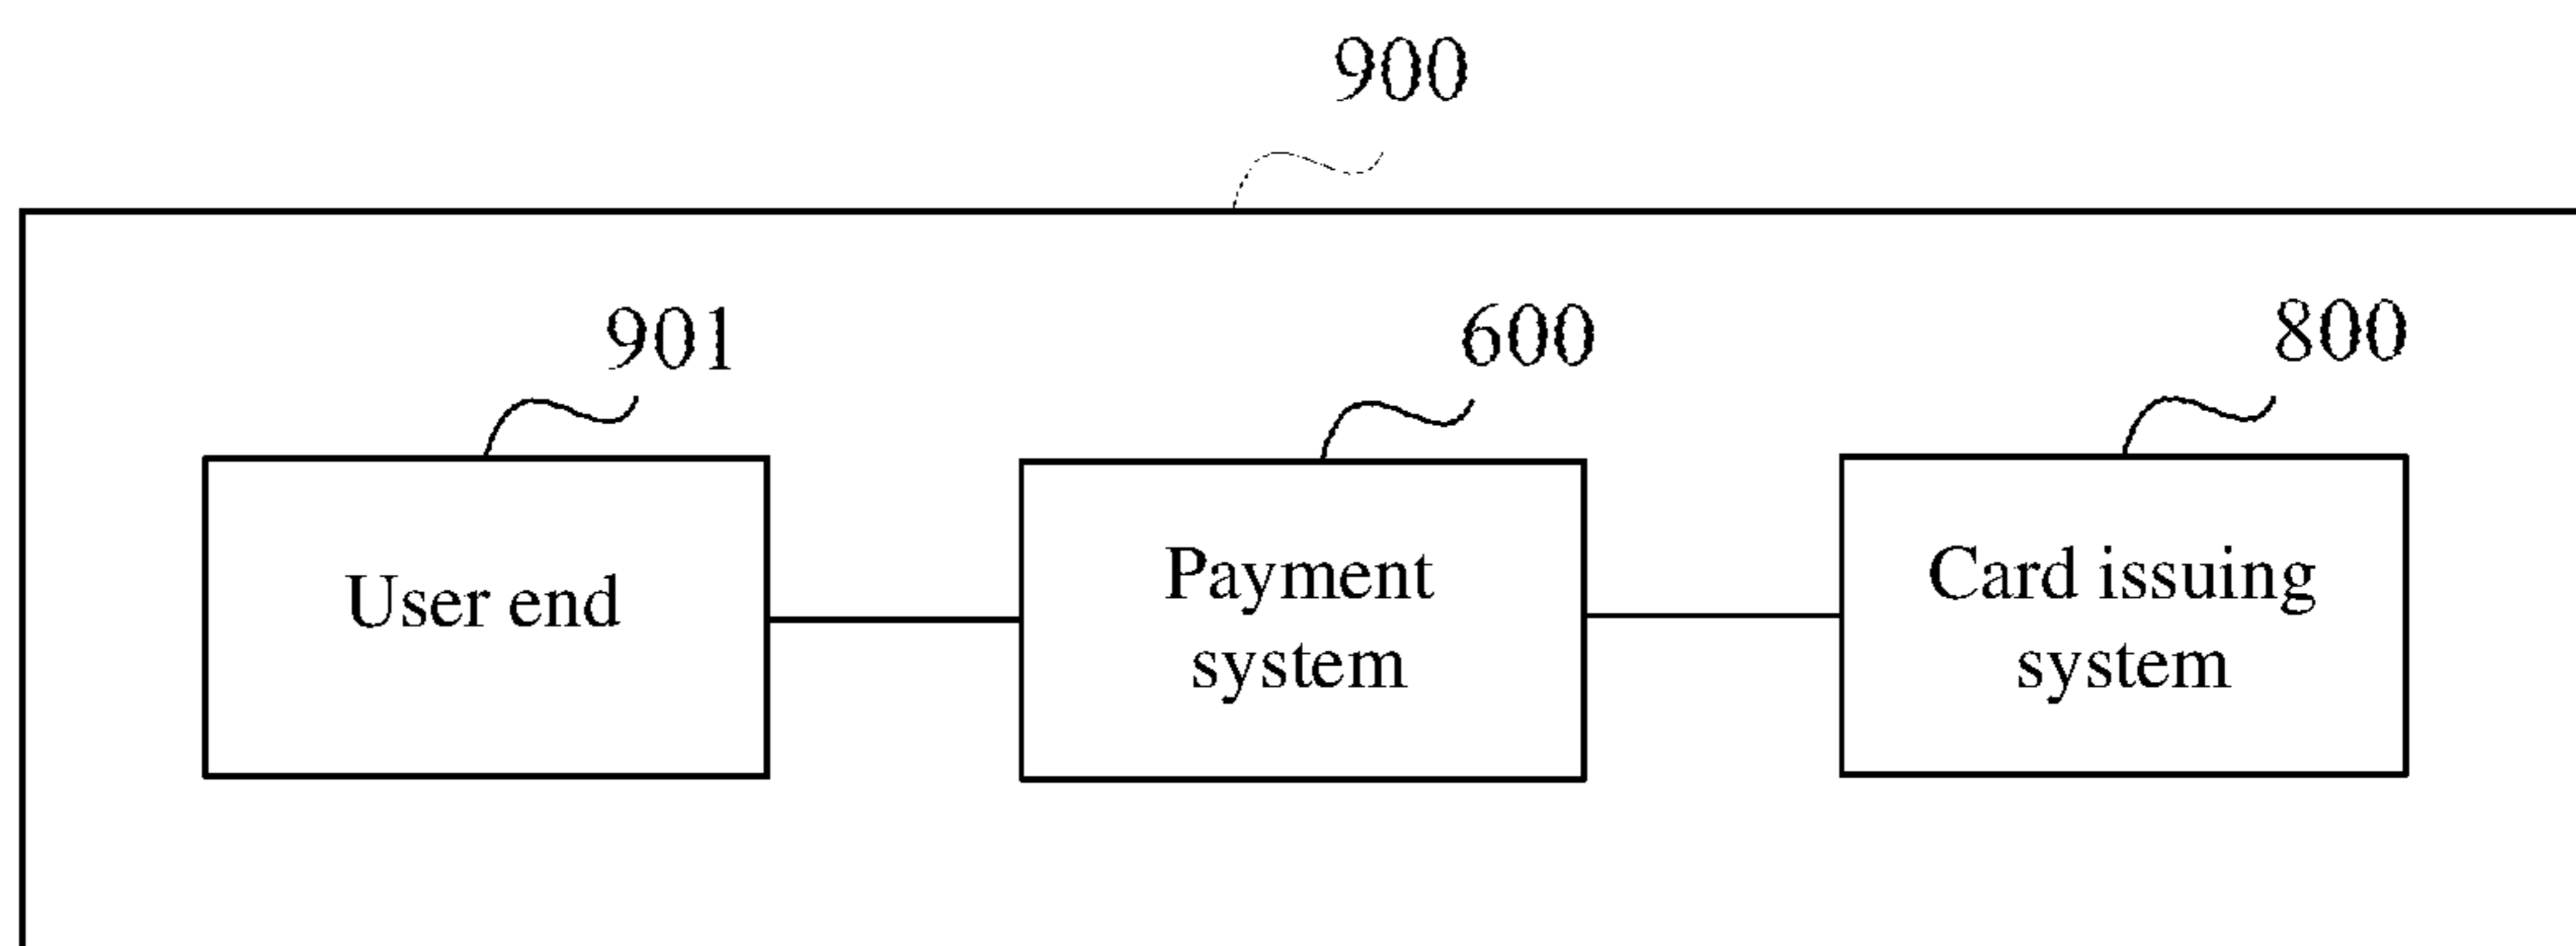 900
901
600
800
User end
Payment
system
Card issuing
system